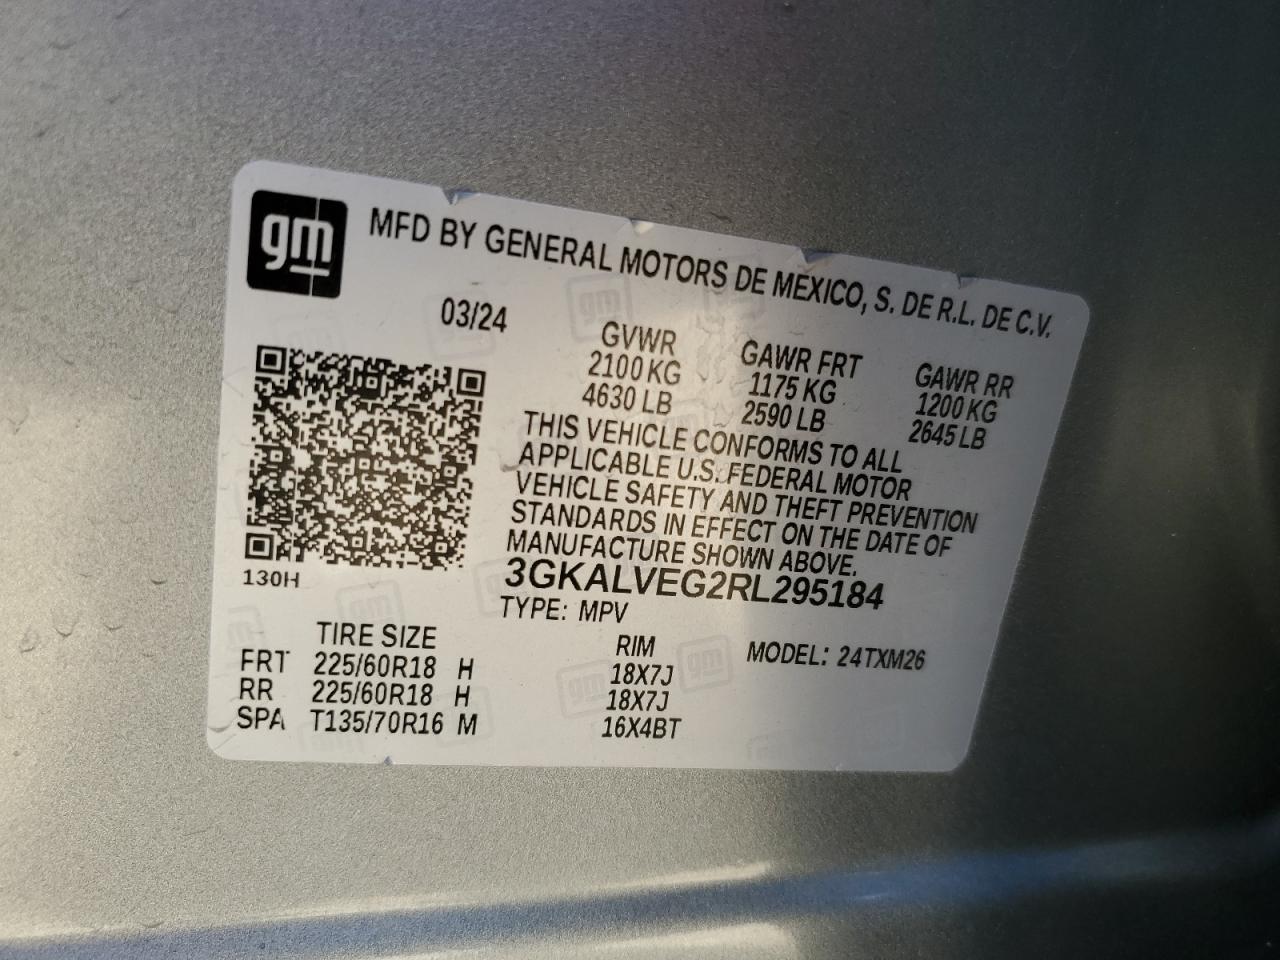 gm
MFD BY GENERAL MOTORS DE MEXICO, S. DE R.L. DE C.V.
03/24
GVWR GAWR FRT GAWR RR
2100 KG 1175 KG 1200 KG
4630 LB 2590 LB 2645 LB
THIS VEHICLE CONFORMS TO ALL
APPLICABLE U.S. FEDERAL MOTOR
VEHICLE SAFETY AND THEFT PREVENTION
STANDARDS IN EFFECT ON THE DATE OF
MANUFACTURE SHOWN ABOVE.
130H
3GKALVEG2RL295184
TYPE: MPV
TIRE SIZE RIM MODEL: 24TXM26
FRT 225/60R18 H 18X7J
RR 225/60R18 H 18X7J
SPA T135/70R16 M 16X4BT